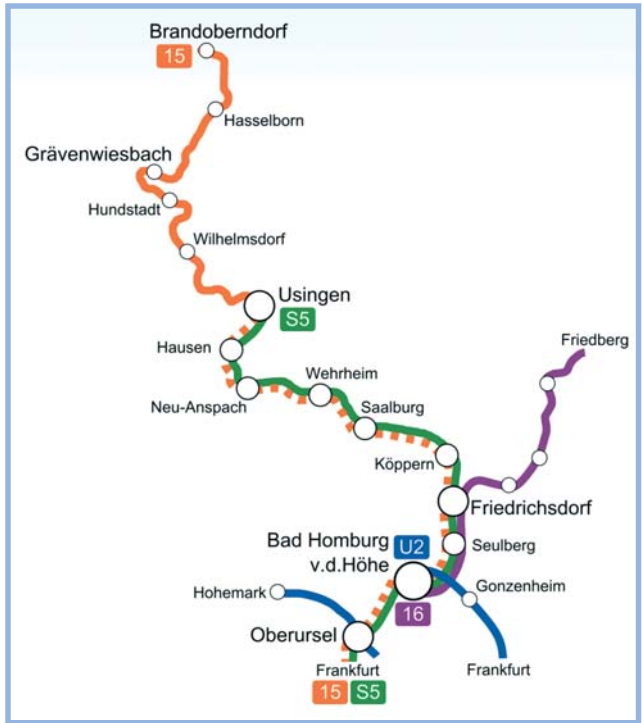 Brandoberndorf
15
Hasselborn
Grävenwiesbach
Hundstadt
Wilhelmsdorf
Usingen
S5
Hausen
Friedberg
Wehrheim
Neu-Anspach
Saalburg
Köppern
Friedrichsdorf
Bad Homburg
v.d.Höhe
U2
Seulberg
Hohemark
Gonzenheim
16
Oberursel
Frankfurt
Frankfurt
15 S5